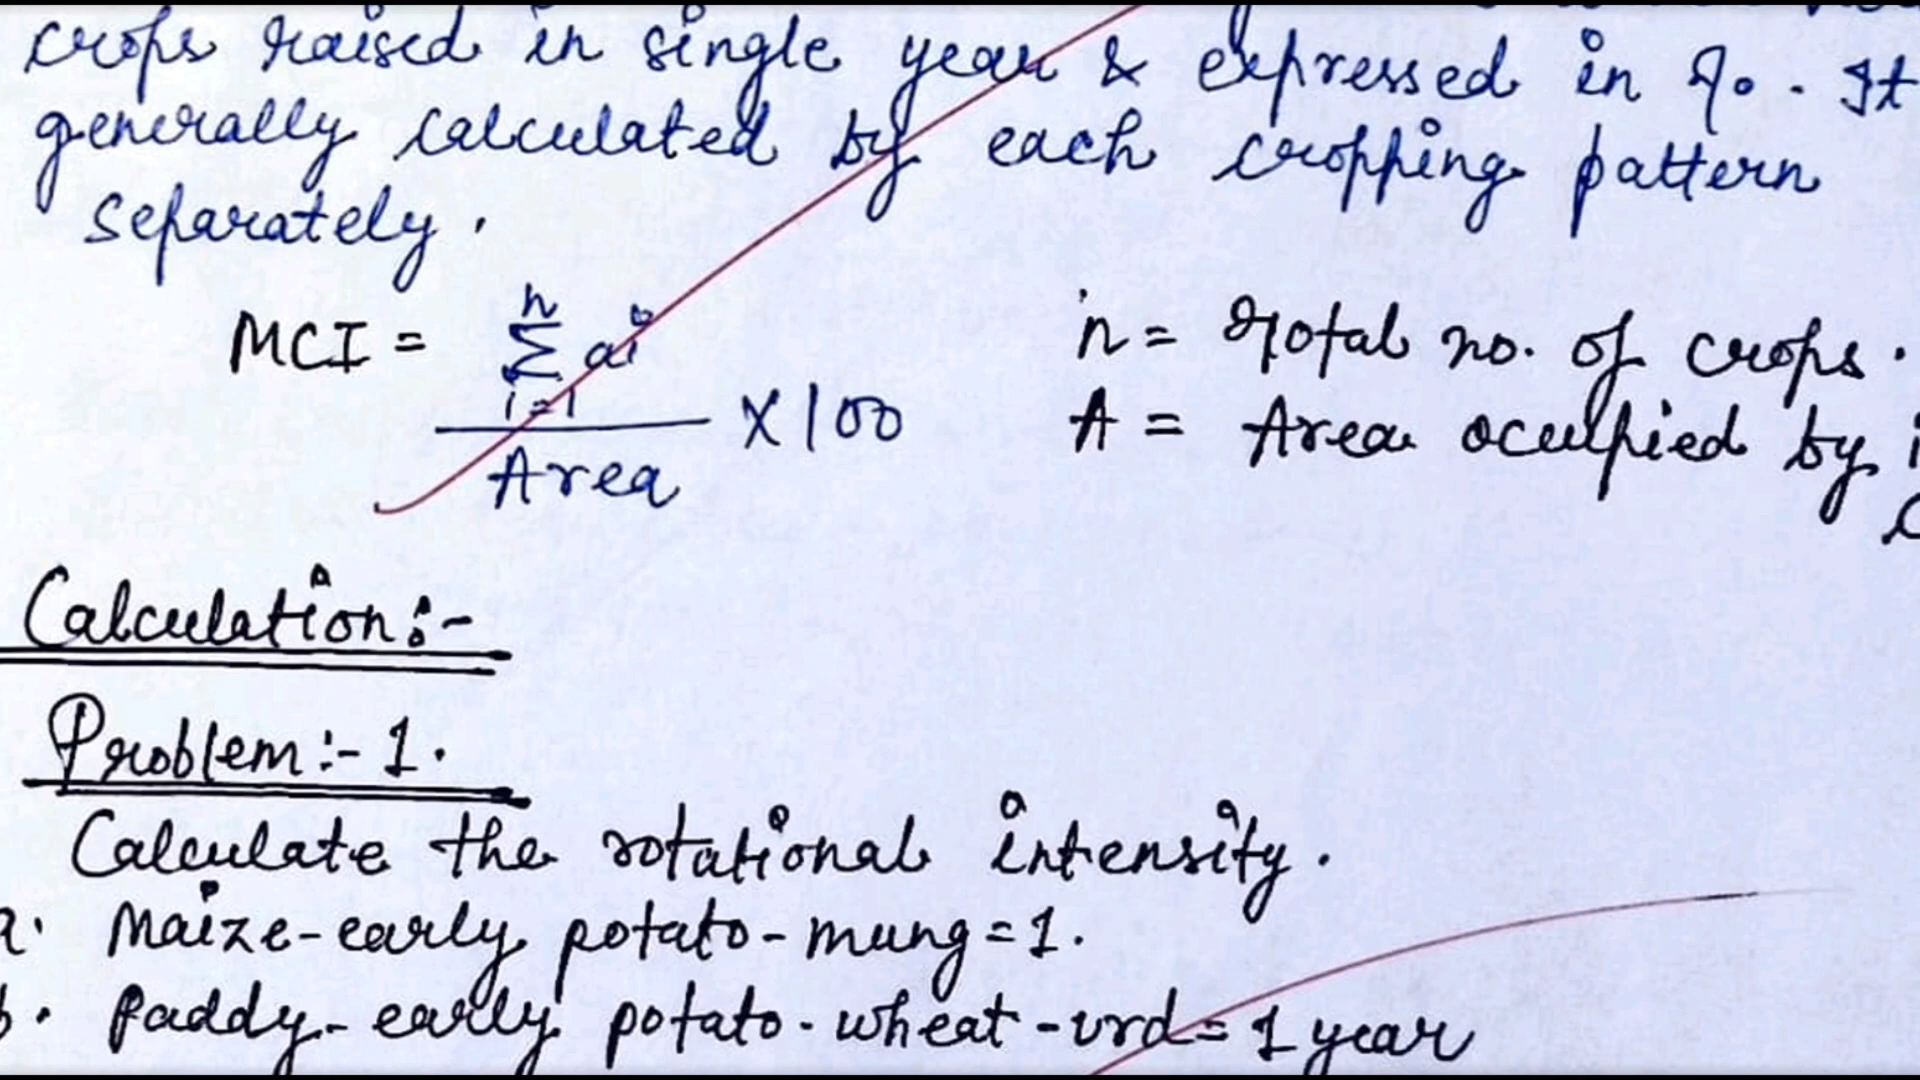 crops raised in single year & expressed in %. It
generally calculated by each cropping pattern
separately.
MCI = n Σ i=1 ai / Area X 100
n = Total no. of crops.
A = Area ocupied by i
Calculation:-
Problem:- 1.
Calculate the rotational intensity.
a. Maize-early potato-mung=1.
b. Paddy-early potato-wheat-urd=1 year